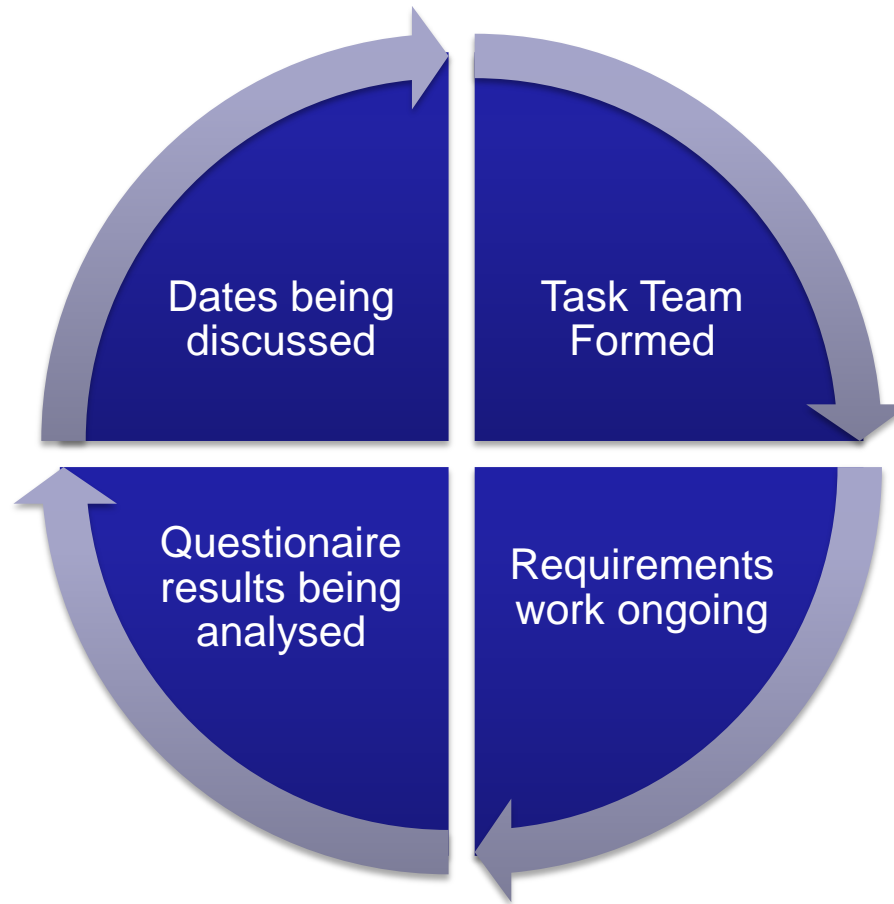 Dates being
discussed
Task Team
Formed
Questionaire
results being
analysed
Requirements
work ongoing